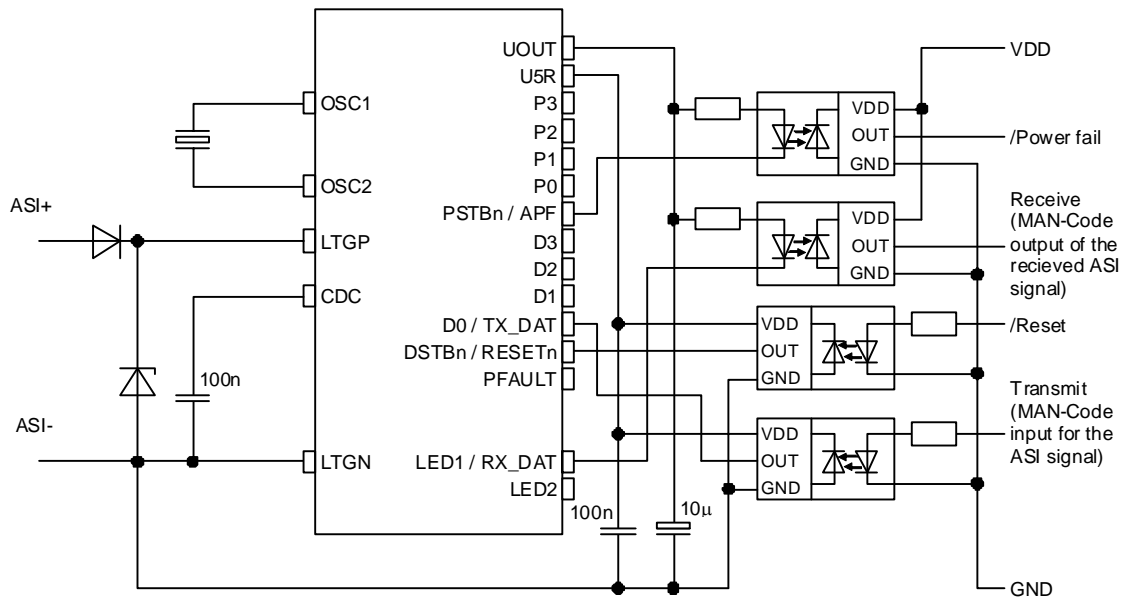 UOUT
U5R
P3
P2
P1
P0
PSTBn / APF
D3
D2
D1
D0 / TX_DAT
DSTBn / RESETn
PFAULT
LED1 / RX_DAT
LED2
OSC1
OSC2
LTGP
CDC
LTGN
ASI+
ASI-
100n
100n
10µ
VDD
OUT
GND
VDD
OUT
GND
VDD
OUT
GND
VDD
OUT
GND
VDD
/Power fail
Receive
(MAN-Code
output of the
recieved ASI
signal)
/Reset
Transmit
(MAN-Code
input for the
ASI signal)
GND